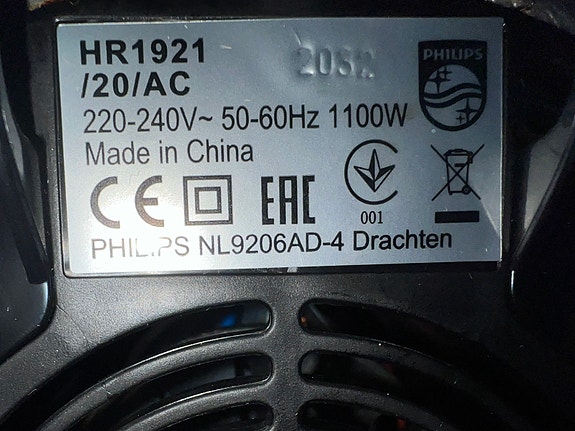 HR1921
/20/AC
PHILIPS
220-240V~ 50-60Hz 1100W
Made in China
CE EAC
001
PHILIPS NL9206AD-4 Drachten